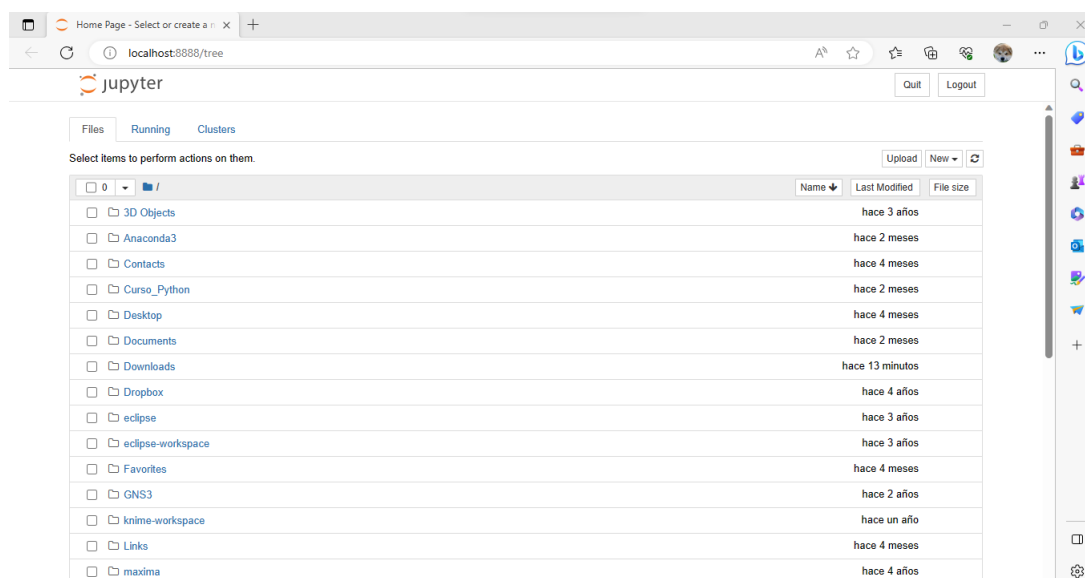 Home Page - Select or create a n
localhost:8888/tree
jupyter
Quit Logout
Files Running Clusters
Select items to perform actions on them.
Upload New
0 / Name Last Modified File size
3D Objects hace 3 años
Anaconda3 hace 2 meses
Contacts hace 4 meses
Curso_Python hace 2 meses
Desktop hace 4 meses
Documents hace 2 meses
Downloads hace 13 minutos
Dropbox hace 4 años
eclipse hace 3 años
eclipse-workspace hace 3 años
Favorites hace 4 meses
GNS3 hace 2 años
knime-workspace hace un año
Links hace 4 meses
maxima hace 4 años